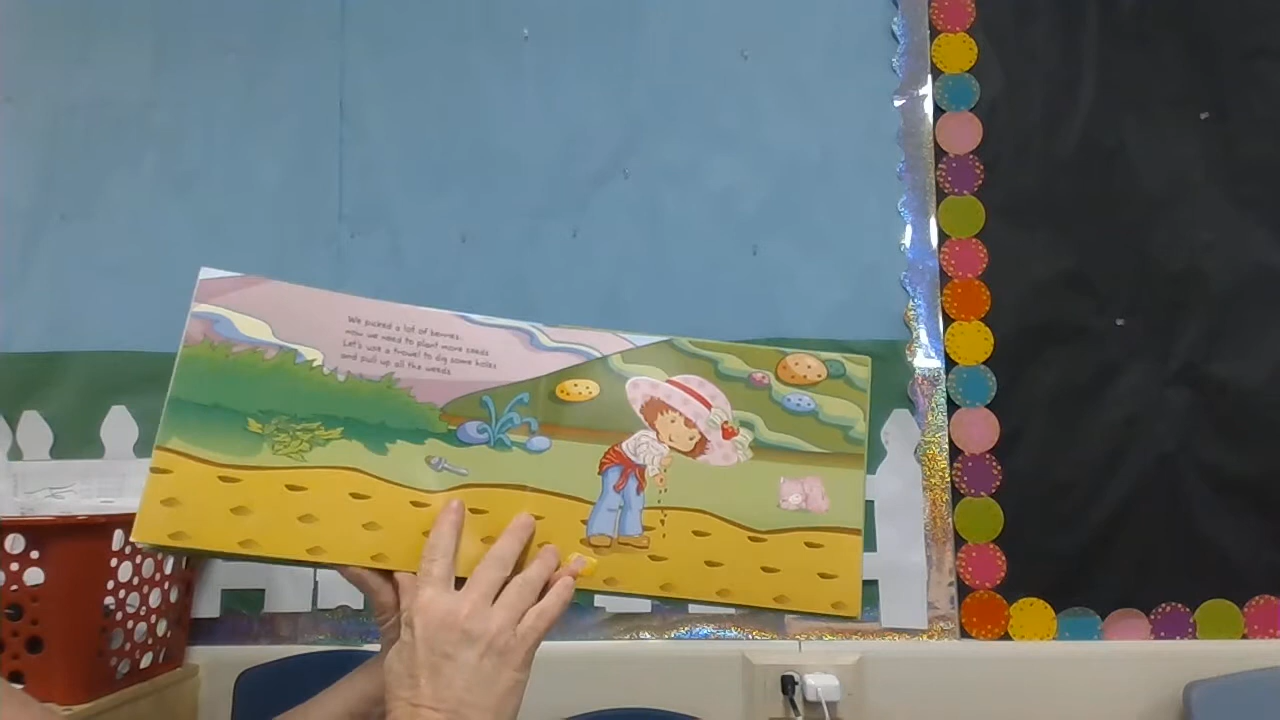 We picked a lot of berries,
now we need to plant more seeds.
Let's use a trowel to dig some holes
and pull up all the weeds.